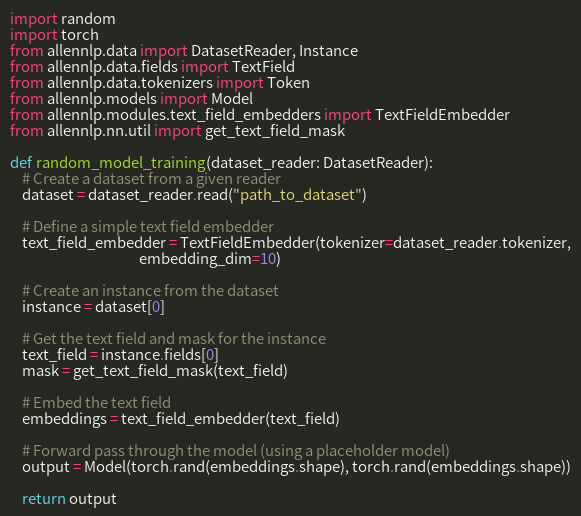 import random
import torch
from allennlp.data import DatasetReader, Instance
from allennlp.data.fields import TextField
from allennlp.data.tokenizers import Token
from allennlp.models import Model
from allennlp.modules.text_field_embedders import TextFieldEmbedder
from allennlp.nn.util import get_text_field_mask

def random_model_training(dataset_reader: DatasetReader):
    # Create a dataset from a given reader
    dataset = dataset_reader.read("path_to_dataset")

    # Define a simple text field embedder
    text_field_embedder = TextFieldEmbedder(tokenizer=dataset_reader.tokenizer,
                                            embedding_dim=10)

    # Create an instance from the dataset
    instance = dataset[0]

    # Get the text field and mask for the instance
    text_field = instance.fields[0]
    mask = get_text_field_mask(text_field)

    # Embed the text field
    embeddings = text_field_embedder(text_field)

    # Forward pass through the model (using a placeholder model)
    output = Model(torch.rand(embeddings.shape), torch.rand(embeddings.shape))

    return output